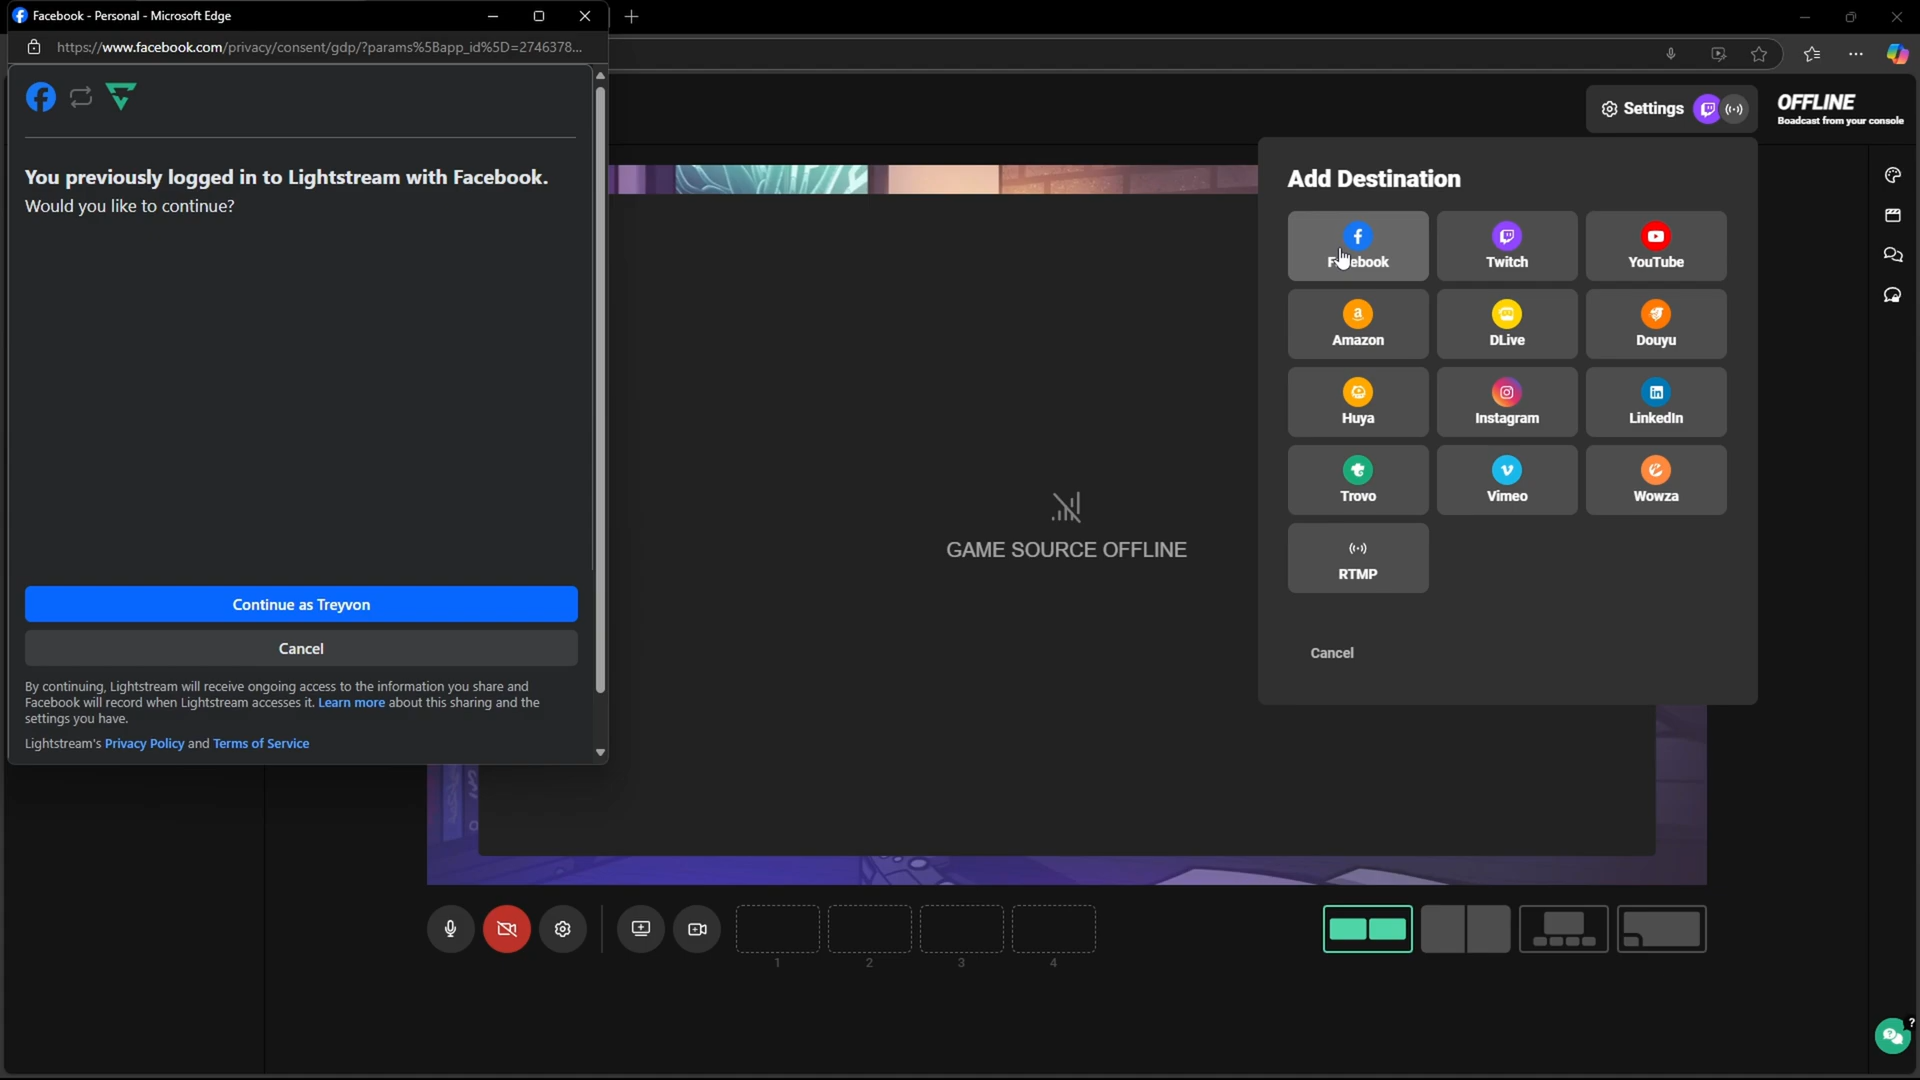 Facebook - Personal - Microsoft Edge
https://www.facebook.com/privacy/consent/gdp/?params%5Bapp_id%5D=2746378...
You previously logged in to Lightstream with Facebook.
Would you like to continue?
Continue as Treyvon
Cancel
By continuing, Lightstream will receive ongoing access to the information you share and
Facebook will record when Lightstream accesses it. Learn more about this sharing and the
settings you have.
Lightstream's Privacy Policy and Terms of Service
Settings
OFFLINE
Boadcast from your console
Add Destination
Facebook
Twitch
YouTube
Amazon
DLive
Douyu
Huya
Instagram
LinkedIn
Trovo
Vimeo
Wowza
RTMP
Cancel
GAME SOURCE OFFLINE
1
2
3
4
?